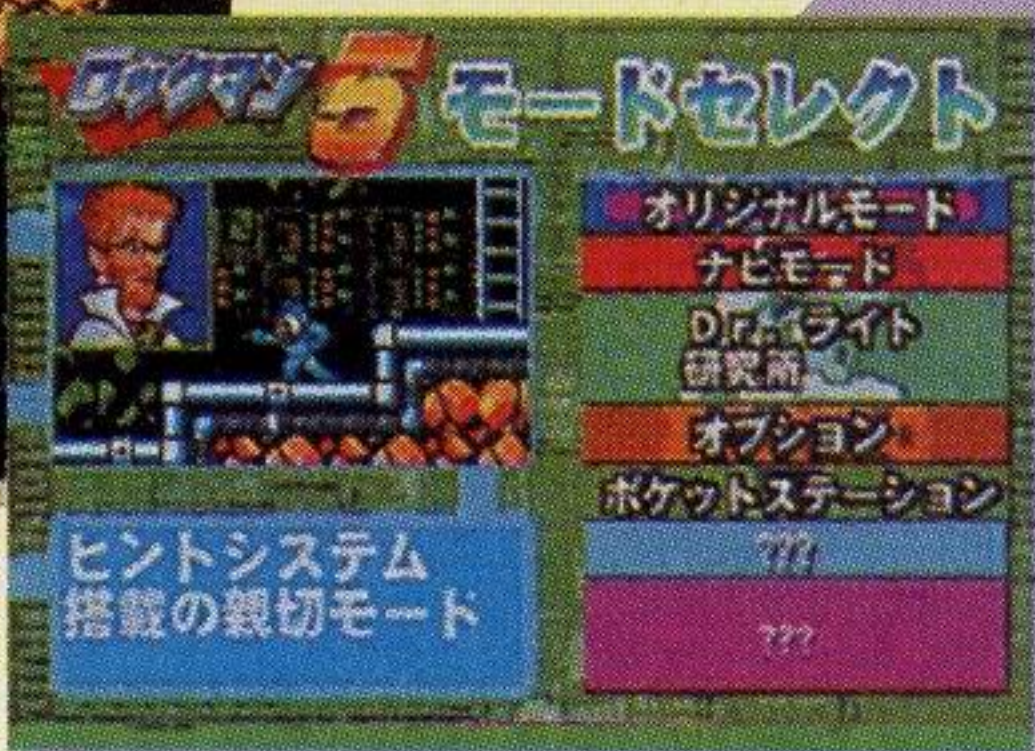 ロックマン5 モードセレクト
オリジナルモード
ナビモード
Dr.ライト
研究所
オプション
ポケットステーション
???
???
ヒントシステム
搭載の親切モード